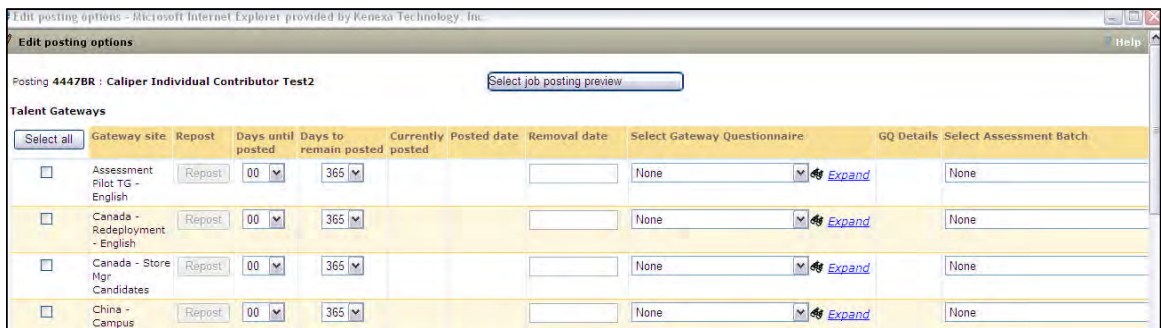 Edit posting options - Microsoft Internet Explorer provided by Kenexa Technology, Inc.
Edit posting options Help
Posting 4447BR : Caliper Individual Contributor Test2 Select job posting preview
Talent Gateways
Select all Gateway site Repost Days until Days to Currently Posted date Removal date Select Gateway Questionnaire GQ Details Select Assessment Batch
posted remain posted posted
Assessment Repost 00 365 None Expand None
Pilot TG -
English
Canada - Repost 00 365 None Expand None
Redeployment
- English
Canada - Store Repost 00 365 None Expand None
Mgr
Candidates
China - Repost 00 365 None Expand None
Campus